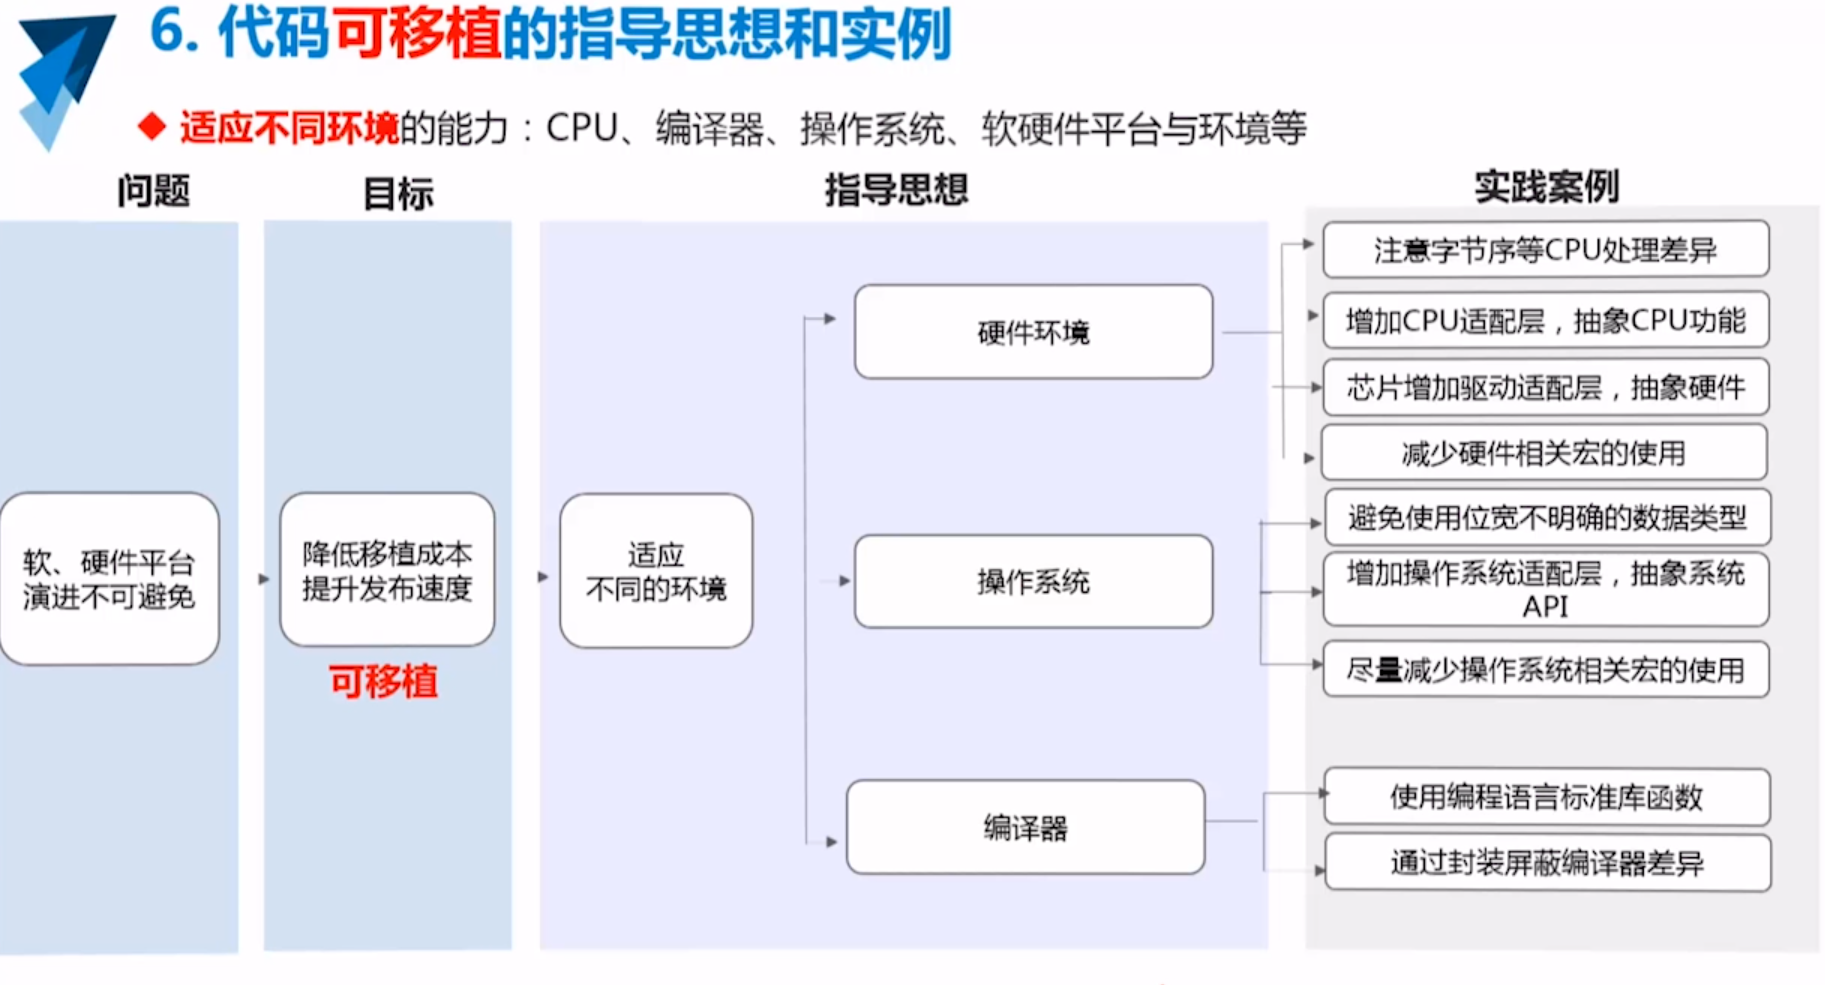 6. 代码可移植的指导思想和实例
◆ 适应不同环境的能力：CPU、编译器、操作系统、软硬件平台与环境等
问题
目标
指导思想
实践案例
软、硬件平台
演进不可避免
降低移植成本
提升发布速度
可移植
适应
不同的环境
硬件环境
注意字节序等CPU处理差异
增加CPU适配层，抽象CPU功能
芯片增加驱动适配层，抽象硬件
减少硬件相关宏的使用
操作系统
避免使用位宽不明确的数据类型
增加操作系统适配层，抽象系统
API
尽量减少操作系统相关宏的使用
编译器
使用编程语言标准库函数
通过封装屏蔽编译器差异